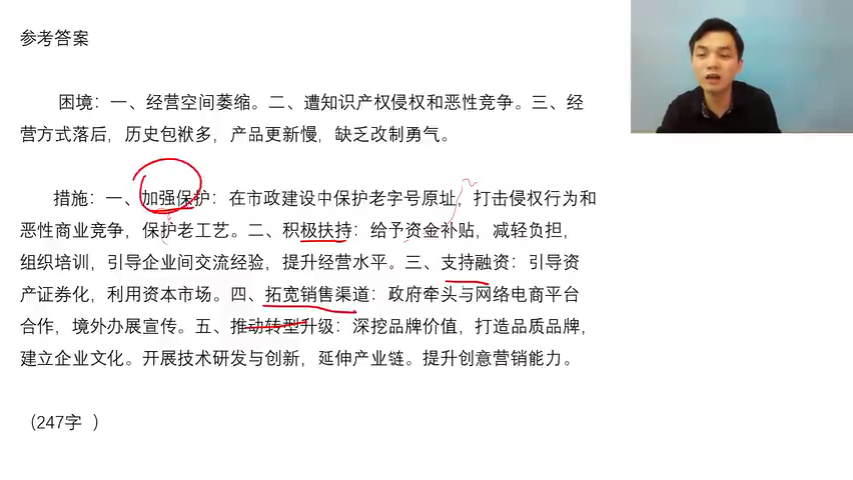 参考答案
困境：一、经营空间萎缩。二、遭知识产权侵权和恶性竞争。三、经
营方式落后，历史包袱多，产品更新慢，缺乏改制勇气。
措施：一、加强保护：在市政建设中保护老字号原址，打击侵权行为和
恶性商业竞争，保护老工艺。二、积极扶持：给予资金补贴，减轻负担，
组织培训，引导企业间交流经验，提升经营水平。三、支持融资：引导资
产证券化，利用资本市场。四、拓宽销售渠道：政府牵头与网络电商平台
合作，境外办展宣传。五、推动转型升级：深挖品牌价值，打造品质品牌，
建立企业文化。开展技术研发与创新，延伸产业链。提升创意营销能力。
（247字 ）